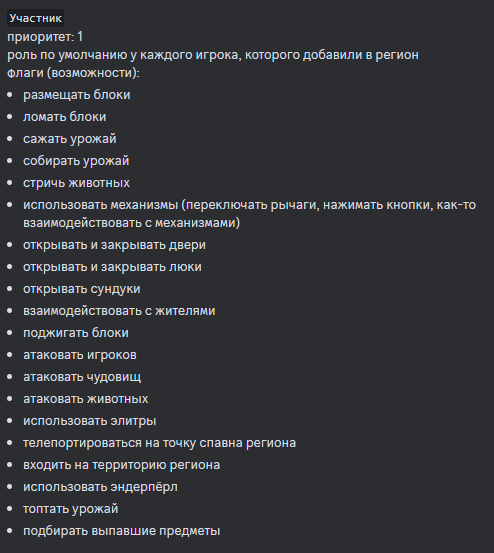 Участник
приоритет: 1
роль по умолчанию у каждого игрока, которого добавили в регион
флаги (возможности):
• размещать блоки
• ломать блоки
• сажать урожай
• собирать урожай
• стричь животных
• использовать механизмы (переключать рычаги, нажимать кнопки, как-то
взаимодействовать с механизмами)
• открывать и закрывать двери
• открывать и закрывать люки
• открывать сундуки
• взаимодействовать с жителями
• поджигать блоки
• атаковать игроков
• атаковать чудовищ
• атаковать животных
• использовать элитры
• телепортироваться на точку спавна региона
• входить на территорию региона
• использовать эндерпёрл
• топтать урожай
• подбирать выпавшие предметы